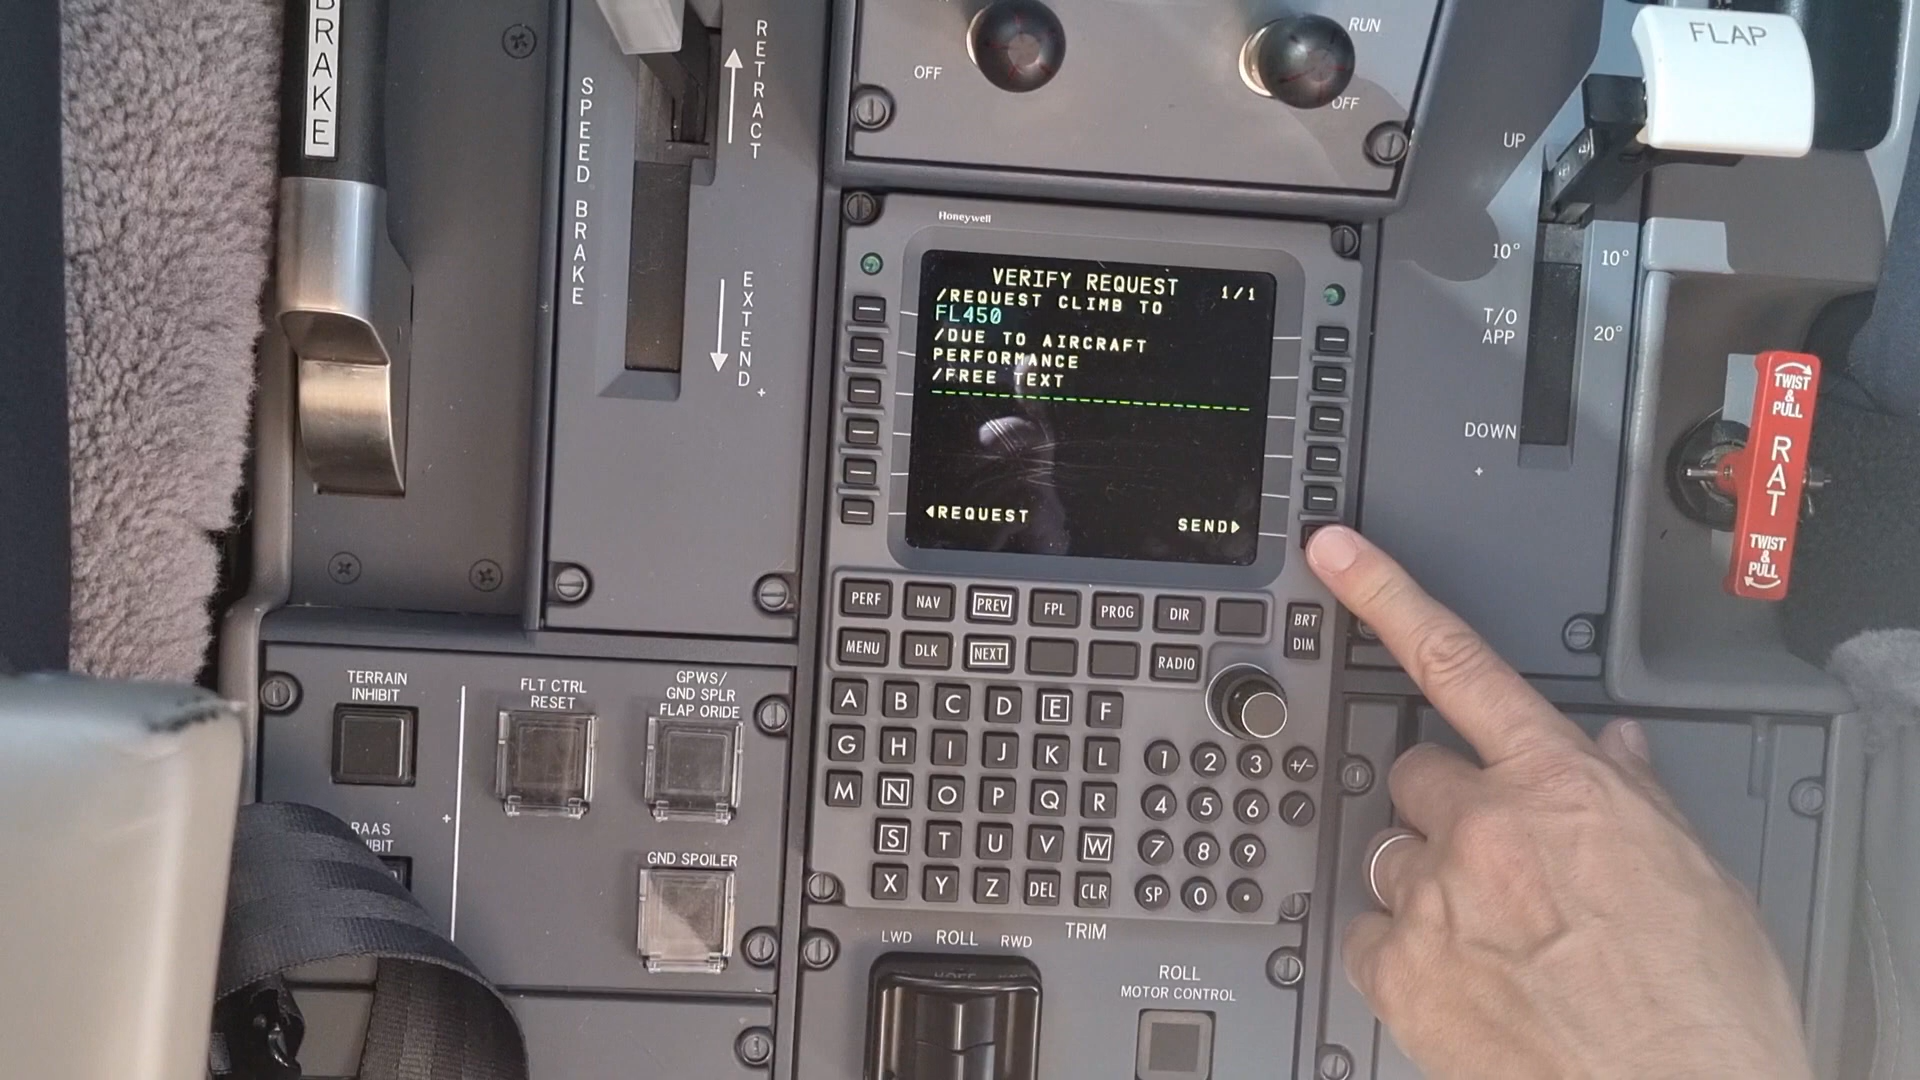 BRAKE
SPEED BRAKE
RETRACT
EXTEND
OFF
RUN
OFF
FLAP
UP
10°
10°
T/O
APP
20°
DOWN
TWIST
&
PULL
RAT
TWIST
&
PULL
Honeywell
VERIFY REQUEST 1/1
/REQUEST CLIMB TO
FL450
/DUE TO AIRCRAFT
PERFORMANCE
/FREE TEXT
REQUEST
SEND
PERF NAV PREV FPL PROG DIR
BRT
DIM
MENU DLK NEXT RADIO
A B C D E F
G H I J K L
1 2 3 +/-
M N O P Q R
4 5 6 /
S T U V W
7 8 9
X Y Z DEL CLR
SP 0 .
TERRAIN
INHIBIT
FLT CTRL
RESET
GPWS/
GND SPLR
FLAP ORIDE
RAAS
GND SPOILER
TRIM
LWD ROLL RWD
ROLL
MOTOR CONTROL